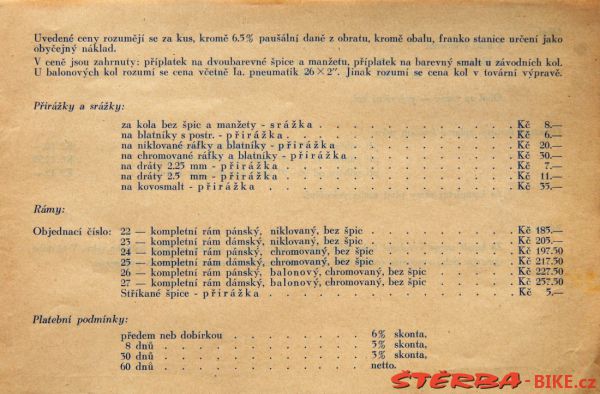 Uvedené ceny rozumějí se za kus, kromě 6.5% paušální dané z obratu, kromě obalu, franko stanice určení jako
obyčejný náklad.
V ceně jsou zahrnuty: příplatek na dvoubarevné špice a manžetu, příplatek na barevný smalt u závodních kol.
U balonových kol rozumí se cena včetně Ia. pneumatik 26×2". Jinak rozumí se cena kol v tovární výpravě.
Přirážky a srážky:
za kola bez špic a manžety - srážka . . . . . . . . . . . . Kč 8.—
na blatníky s postr. - přirážka . . . . . . . . . . . . Kč 6.—
na niklované ráfky a blatníky - přirážka . . . . . . . . . . Kč 20.—
na chromované ráfky a blatníky - přirážka . . . . . . . . . Kč 30.—
na dráty 2.25 mm - přirážka . . . . . . . . . . . . Kč 7.—
na dráty 2.5 mm - přirážka . . . . . . . . . . . . Kč 11.—
na kovosmalt - přirážka . . . . . . . . . . . . Kč 35.—
Rámy:
Objednací číslo: 22 — kompletní rám pánský, niklovaný, bez špic . . . . . . . . Kč 185.—
23 — kompletní rám dámský, niklovaný, bez špic . . . . . . . . Kč 205.—
24 — kompletní rám pánský, chromovaný, bez špic . . . . . . . Kč 197.50
25 — kompletní rám dámský, chromovaný, bez špic . . . . . . . Kč 217.50
26 — kompletní rám pánský, balonový, chromovaný, bez špic . . . . Kč 227.50
27 — kompletní rám dámský, balonový, chromovaný, bez špic . . . . Kč 257.50
Stříkané špice - přirážka . . . . . . . . . . . . Kč 5.—
Platební podmínky:
předem neb dobírkou . . . . . . . 6% skonta,
8 dnů . . . . . . . . . . 5% skonta,
30 dnů . . . . . . . . . . 3% skonta,
60 dnů . . . . . . . . . . netto.
ŠTĚRBA-BIKE.cz